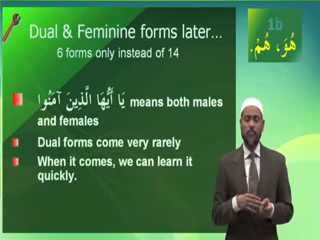 Dual & Feminine forms later...
6 forms only instead of 14
1b
هُوَ، هُمْ.
يَا أَيُّهَا الَّذِينَ آمَنُوا means both males
and females
Dual forms come very rarely
When it comes, we can learn it
quickly.